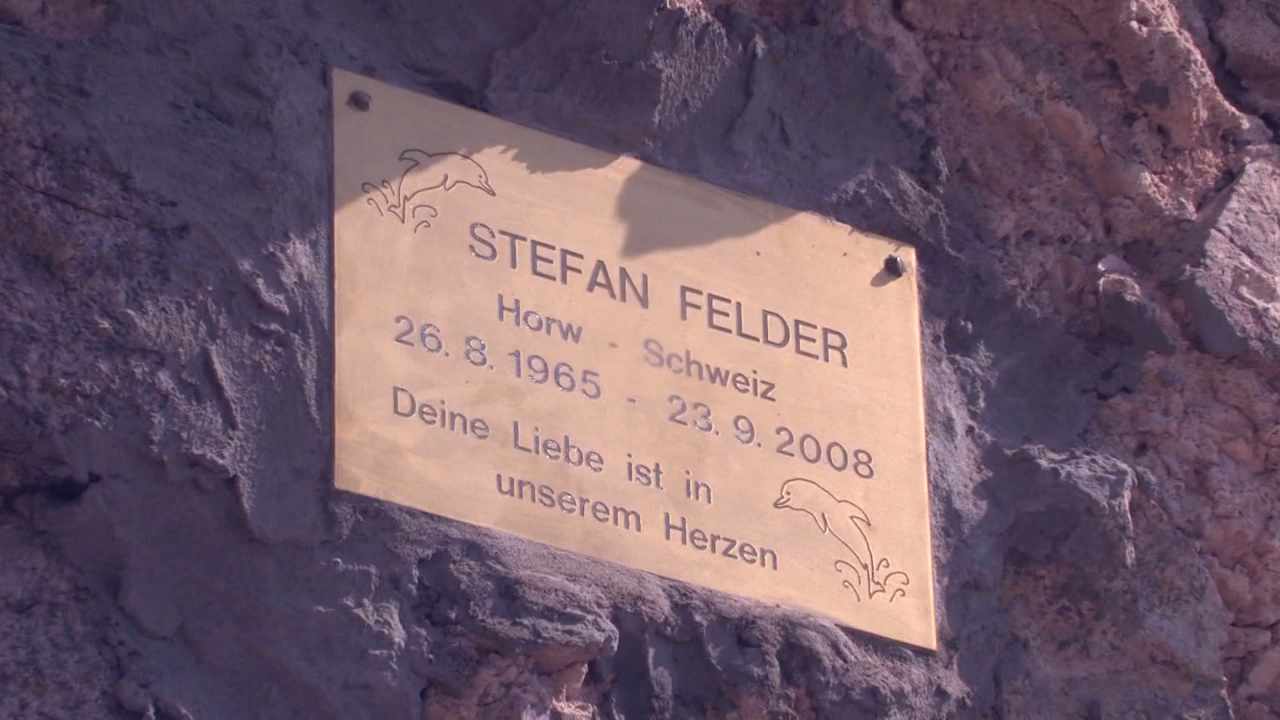 STEFAN FELDER
Horw - Schweiz
26. 8. 1965 - 23. 9. 2008
Deine Liebe ist in
unserem Herzen